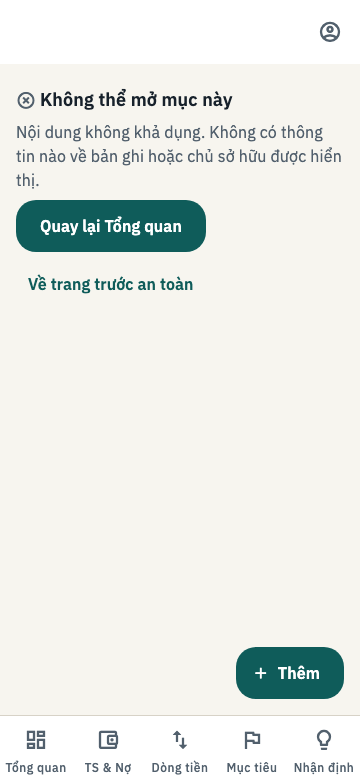 Không thể mở mục này
Nội dung không khả dụng. Không có thông
tin nào về bản ghi hoặc chủ sở hữu được hiển
thị.
Quay lại Tổng quan
Về trang trước an toàn
Thêm
Tổng quan
TS & Nợ
Dòng tiền
Mục tiêu
Nhận định